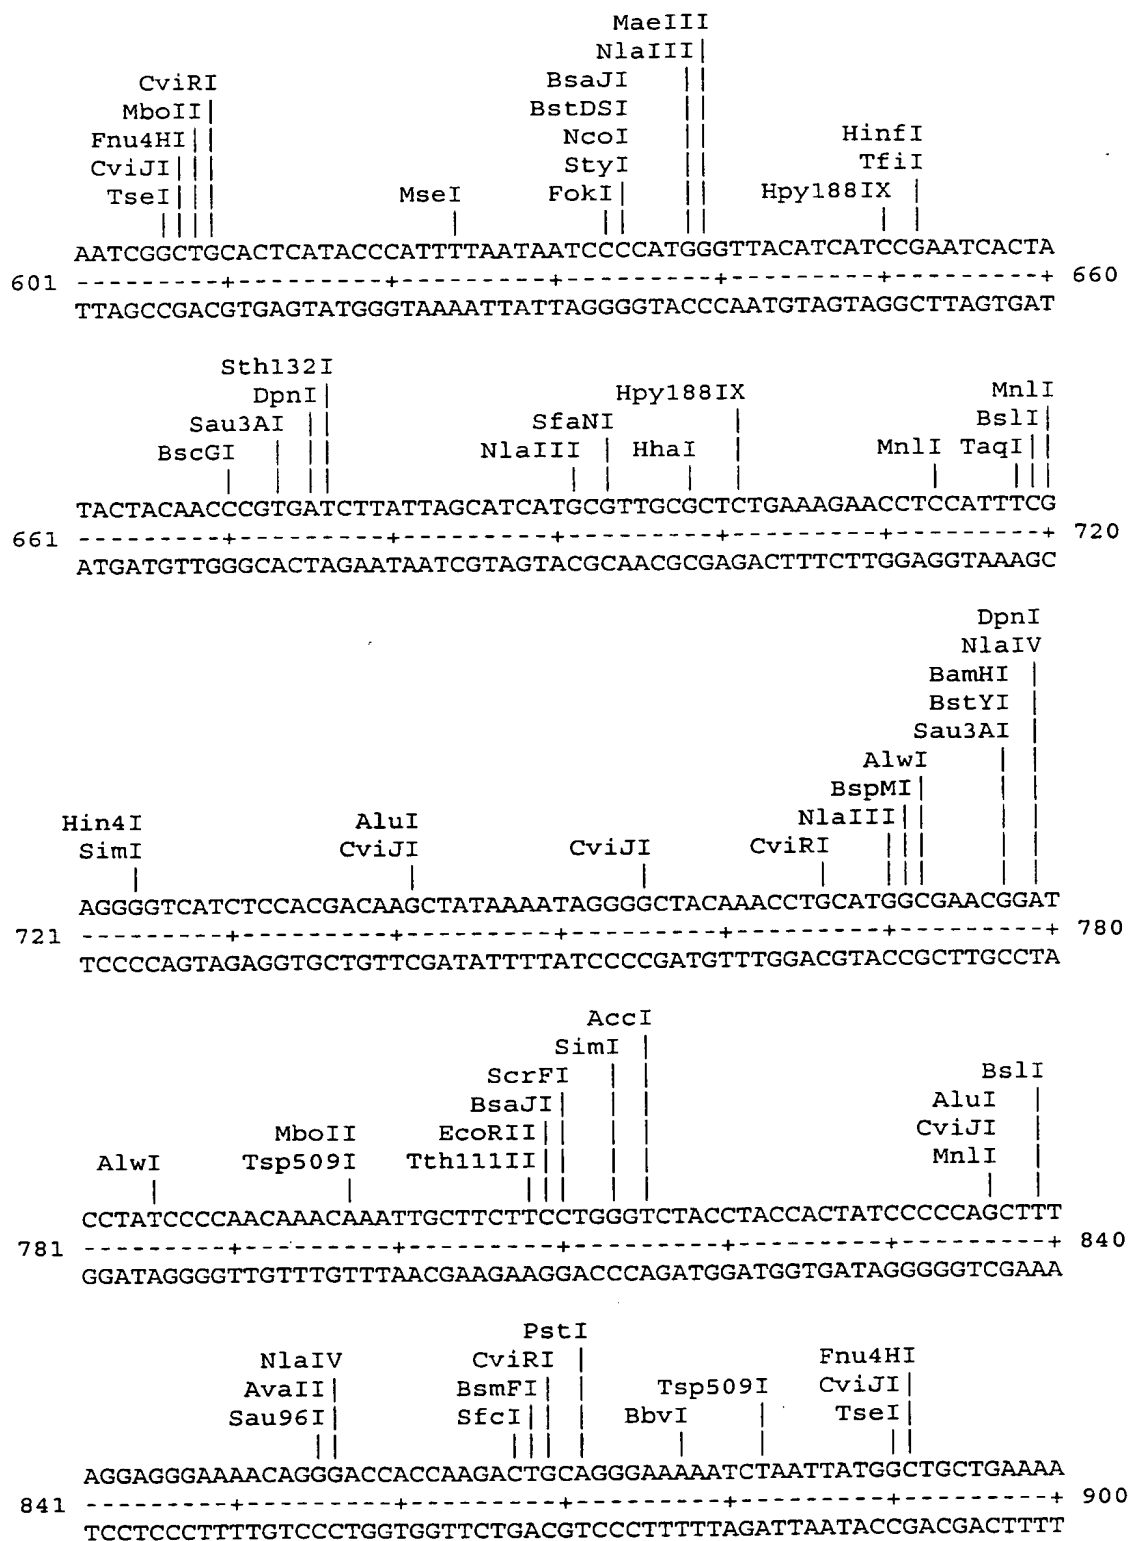 MaeIII
NlaIII|
CviRI BsaJI ||
MboII| BstDSI ||
Fnu4HI|| NcoI || HinfI
CviJI||| StyI || TfiI
TseI|||| MseI FokI| || Hpy188IX |
|||| | || || | |
AATCGGCTGCACTCATACCCATTTTAATAATCCCCATGGGTTACATCATCCGAATCACTA
601 ---------+---------+---------+---------+---------+---------+ 660
TTAGCCGACGTGAGTATGGGTAAAATTATTAGGGGTACCCAATGTAGTAGGCTTAGTGAT
Sth132I
DpnI| Hpy188IX MnlI
Sau3AI || SfaNI | BslI|
BscGI | || NlaIII | HhaI | MnlI TaqI||
| | || | | | | | |||
TACTACAACCCGTGATCTTATTAGCATCATGCGTTGCGCTCTGAAAGAACCTCCATTTCG
661 ---------+---------+---------+---------+---------+---------+ 720
ATGATGTTGGGCACTAGAATAATCGTAGTACGCAACGCGAGACTTTCTTGGAGGTAAAGC
DpnI
NlaIV
BamHI |
BstYI |
Sau3AI |
AlwI | |
BspMI| | |
Hin4I AluI NlaIII|| | |
SimI CviJI CviJI CviRI ||| | |
| | | | ||| | |
AGGGGTCATCTCCACGACAAGCTATAAAATAGGGGCTACAAACCTGCATGGCGAACGGAT
721 ---------+---------+---------+---------+---------+---------+ 780
TCCCCAGTAGAGGTGCTGTTCGATATTTTATCCCCGATGTTTGGACGTACCGCTTGCCTA
AccI
SimI |
ScrFI | | BslI
BsaJI| | | AluI |
MboII EcoRII|| | | CviJI |
AlwI Tsp509I Tth111II|| | | MnlI |
| | ||| | | | |
CCTATCCCCAACAAACAAATTGCTTCTTCCTGGGTCTACCTACCACTATCCCCCAGCTTT
781 ---------+---------+---------+---------+---------+---------+ 840
GGATAGGGGTTGTTTGTTTAACGAAGAAGGACCCAGATGGATGGTGATAGGGGGTCGAAA
PstI
NlaIV CviRI | Fnu4HI
AvaII| BsmFI| | Tsp509I CviJI|
Sau96I| SfcI|| | BbvI | TseI|
|| ||| | | | ||
AGGAGGGAAAACAGGGACCACCAAGACTGCAGGGAAAAATCTAATTATGGCTGCTGAAAA
841 ---------+---------+---------+---------+---------+---------+ 900
TCCTCCCTTTTGTCCCTGGTGGTTCTGACGTCCCTTTTTAGATTAATACCGACGACTTTT